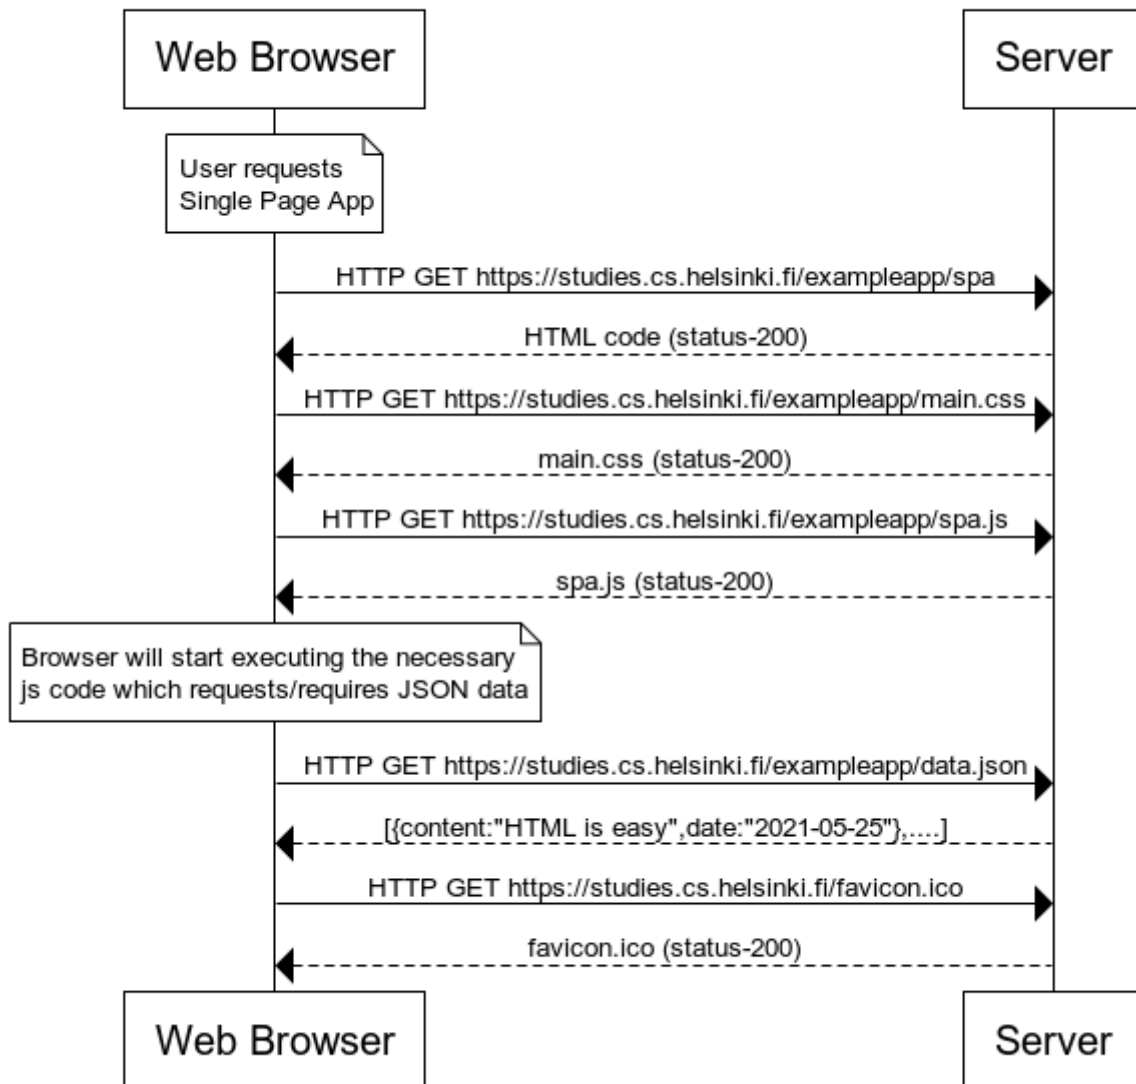 Web Browser
Server
User requests
Single Page App
HTTP GET https://studies.cs.helsinki.fi/exampleapp/spa
HTML code (status-200)
HTTP GET https://studies.cs.helsinki.fi/exampleapp/main.css
main.css (status-200)
HTTP GET https://studies.cs.helsinki.fi/exampleapp/spa.js
spa.js (status-200)
Browser will start executing the necessary
js code which requests/requires JSON data
HTTP GET https://studies.cs.helsinki.fi/exampleapp/data.json
[{content:"HTML is easy",date:"2021-05-25"},....]
HTTP GET https://studies.cs.helsinki.fi/favicon.ico
favicon.ico (status-200)
Web Browser
Server